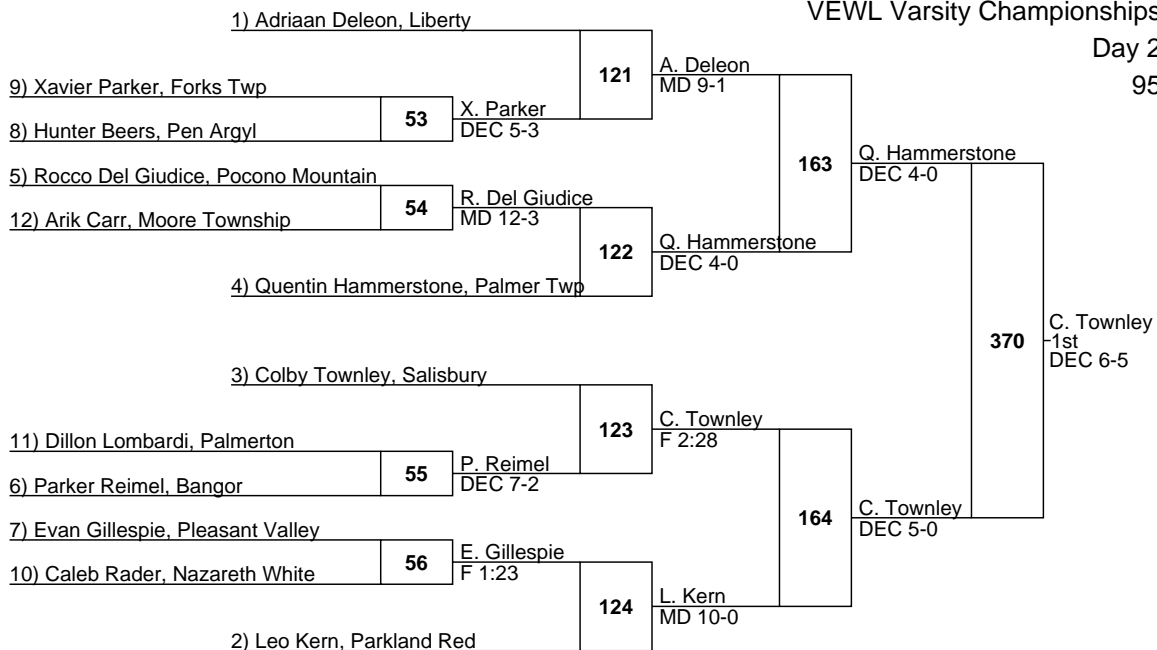 VEWL Varsity Championships
Day 2
95
1) Adriaan Deleon, Liberty
121
A. Deleon
MD 9-1
9) Xavier Parker, Forks Twp
53
X. Parker
DEC 5-3
8) Hunter Beers, Pen Argyl
163
Q. Hammerstone
DEC 4-0
5) Rocco Del Giudice, Pocono Mountain
54
R. Del Giudice
MD 12-3
12) Arik Carr, Moore Township
122
Q. Hammerstone
DEC 4-0
4) Quentin Hammerstone, Palmer Twp
370
C. Townley
1st
DEC 6-5
3) Colby Townley, Salisbury
123
C. Townley
F 2:28
11) Dillon Lombardi, Palmerton
55
P. Reimel
DEC 7-2
6) Parker Reimel, Bangor
164
C. Townley
DEC 5-0
7) Evan Gillespie, Pleasant Valley
56
E. Gillespie
F 1:23
10) Caleb Rader, Nazareth White
124
L. Kern
MD 10-0
2) Leo Kern, Parkland Red